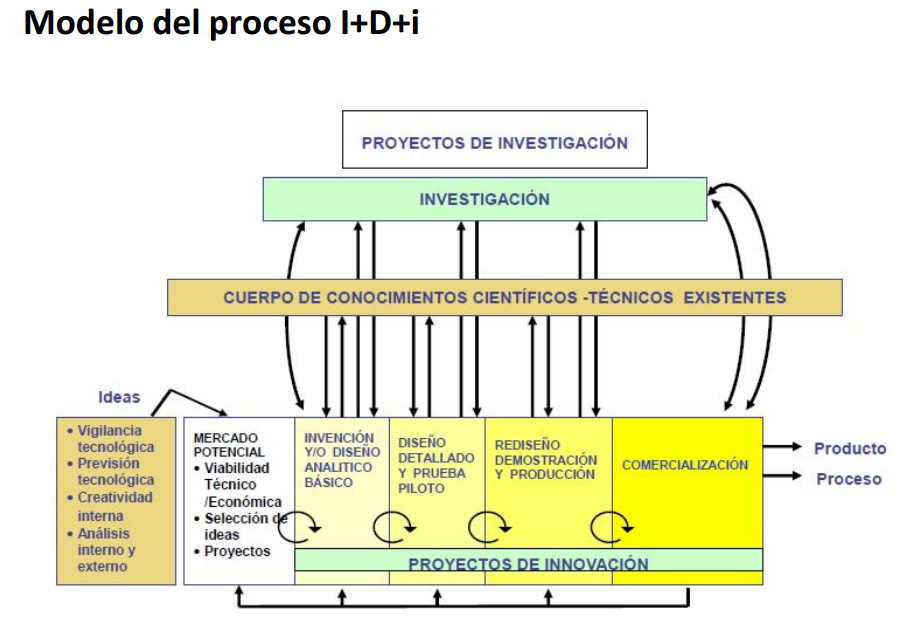 Modelo del proceso I+D+i
PROYECTOS DE INVESTIGACIÓN
INVESTIGACIÓN
CUERPO DE CONOCIMIENTOS CIENTÍFICOS -TÉCNICOS EXISTENTES
Ideas
• Vigilancia
tecnológica
• Previsión
tecnológica
• Creatividad
interna
• Análisis
interno y
externo
MERCADO
POTENCIAL
• Viabilidad
Técnico
/Económica
• Selección de
ideas
• Proyectos
INVENCIÓN
Y/O DISEÑO
ANALITICO
BÁSICO
DISEÑO
DETALLADO
Y PRUEBA
PILOTO
REDISEÑO
DEMOSTRACIÓN
Y PRODUCCIÓN
COMERCIALIZACIÓN
Producto
Proceso
PROYECTOS DE INNOVACIÓN